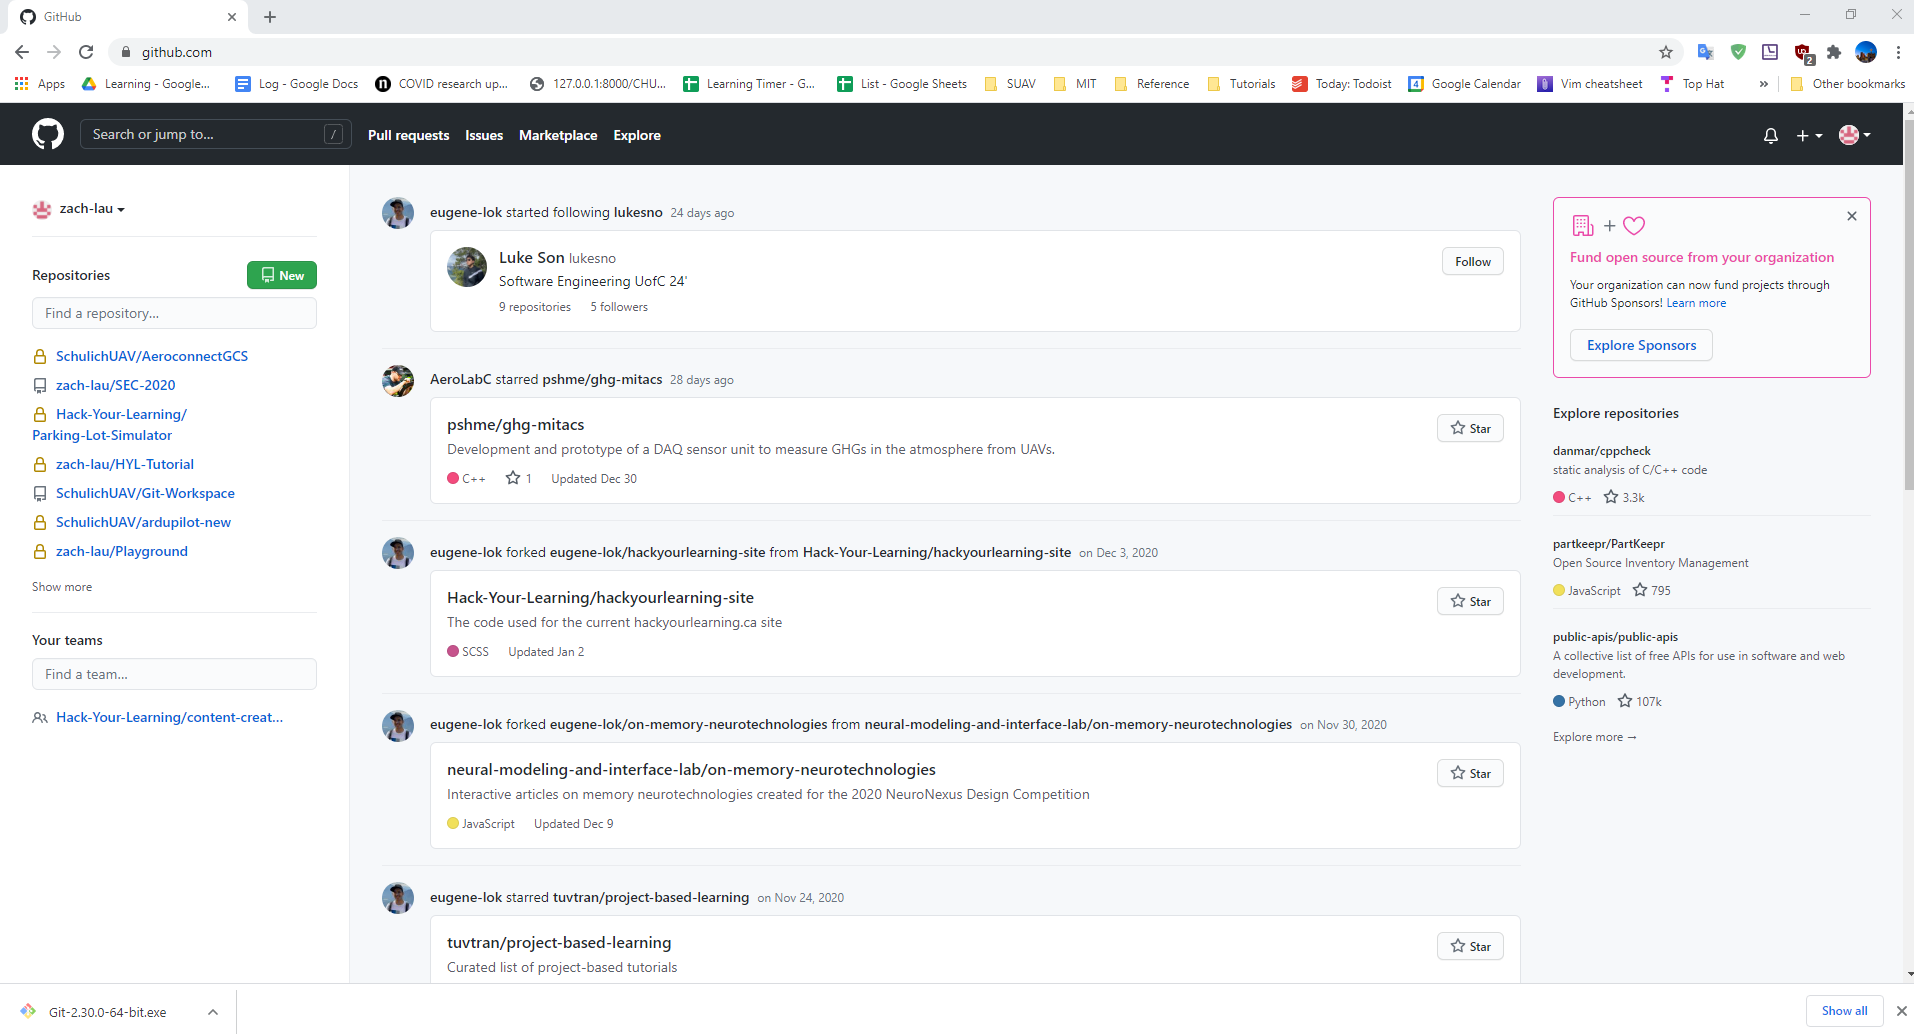 GitHub
github.com
Apps
Learning - Google...
Log - Google Docs
COVID research up...
127.0.0.1:8000/CHU...
Learning Timer - G...
List - Google Sheets
SUAV
MIT
Reference
Tutorials
Today: Todoist
4
Google Calendar
Vim cheatsheet
Top Hat
»
Other bookmarks
2
Search or jump to...
/
Pull requests
Issues
Marketplace
Explore
zach-lau
Repositories
New
Find a repository...
SchulichUAV/AeroconnectGCS
zach-lau/SEC-2020
Hack-Your-Learning/
Parking-Lot-Simulator
zach-lau/HYL-Tutorial
SchulichUAV/Git-Workspace
SchulichUAV/ardupilot-new
zach-lau/Playground
Show more
Your teams
Find a team...
Hack-Your-Learning/content-creat...
eugene-lok started following lukesno 24 days ago
Luke Son lukesno
Software Engineering UofC 24'
9 repositories 5 followers
Follow
AeroLabC starred pshme/ghg-mitacs 28 days ago
pshme/ghg-mitacs
Development and prototype of a DAQ sensor unit to measure GHGs in the atmosphere from UAVs.
C++ 1 Updated Dec 30
Star
eugene-lok forked eugene-lok/hackyourlearning-site from Hack-Your-Learning/hackyourlearning-site on Dec 3, 2020
Hack-Your-Learning/hackyourlearning-site
The code used for the current hackyourlearning.ca site
SCSS Updated Jan 2
Star
eugene-lok forked eugene-lok/on-memory-neurotechnologies from neural-modeling-and-interface-lab/on-memory-neurotechnologies on Nov 30, 2020
neural-modeling-and-interface-lab/on-memory-neurotechnologies
Interactive articles on memory neurotechnologies created for the 2020 NeuroNexus Design Competition
JavaScript Updated Dec 9
Star
eugene-lok starred tuvtran/project-based-learning on Nov 24, 2020
tuvtran/project-based-learning
Curated list of project-based tutorials
Star
Fund open source from your organization
Your organization can now fund projects through
GitHub Sponsors! Learn more
Explore Sponsors
Explore repositories
danmar/cppcheck
static analysis of C/C++ code
C++ 3.3k
partkeepr/PartKeepr
Open Source Inventory Management
JavaScript 795
public-apis/public-apis
A collective list of free APIs for use in software and web
development.
Python 107k
Explore more →
Git-2.30.0-64-bit.exe
Show all